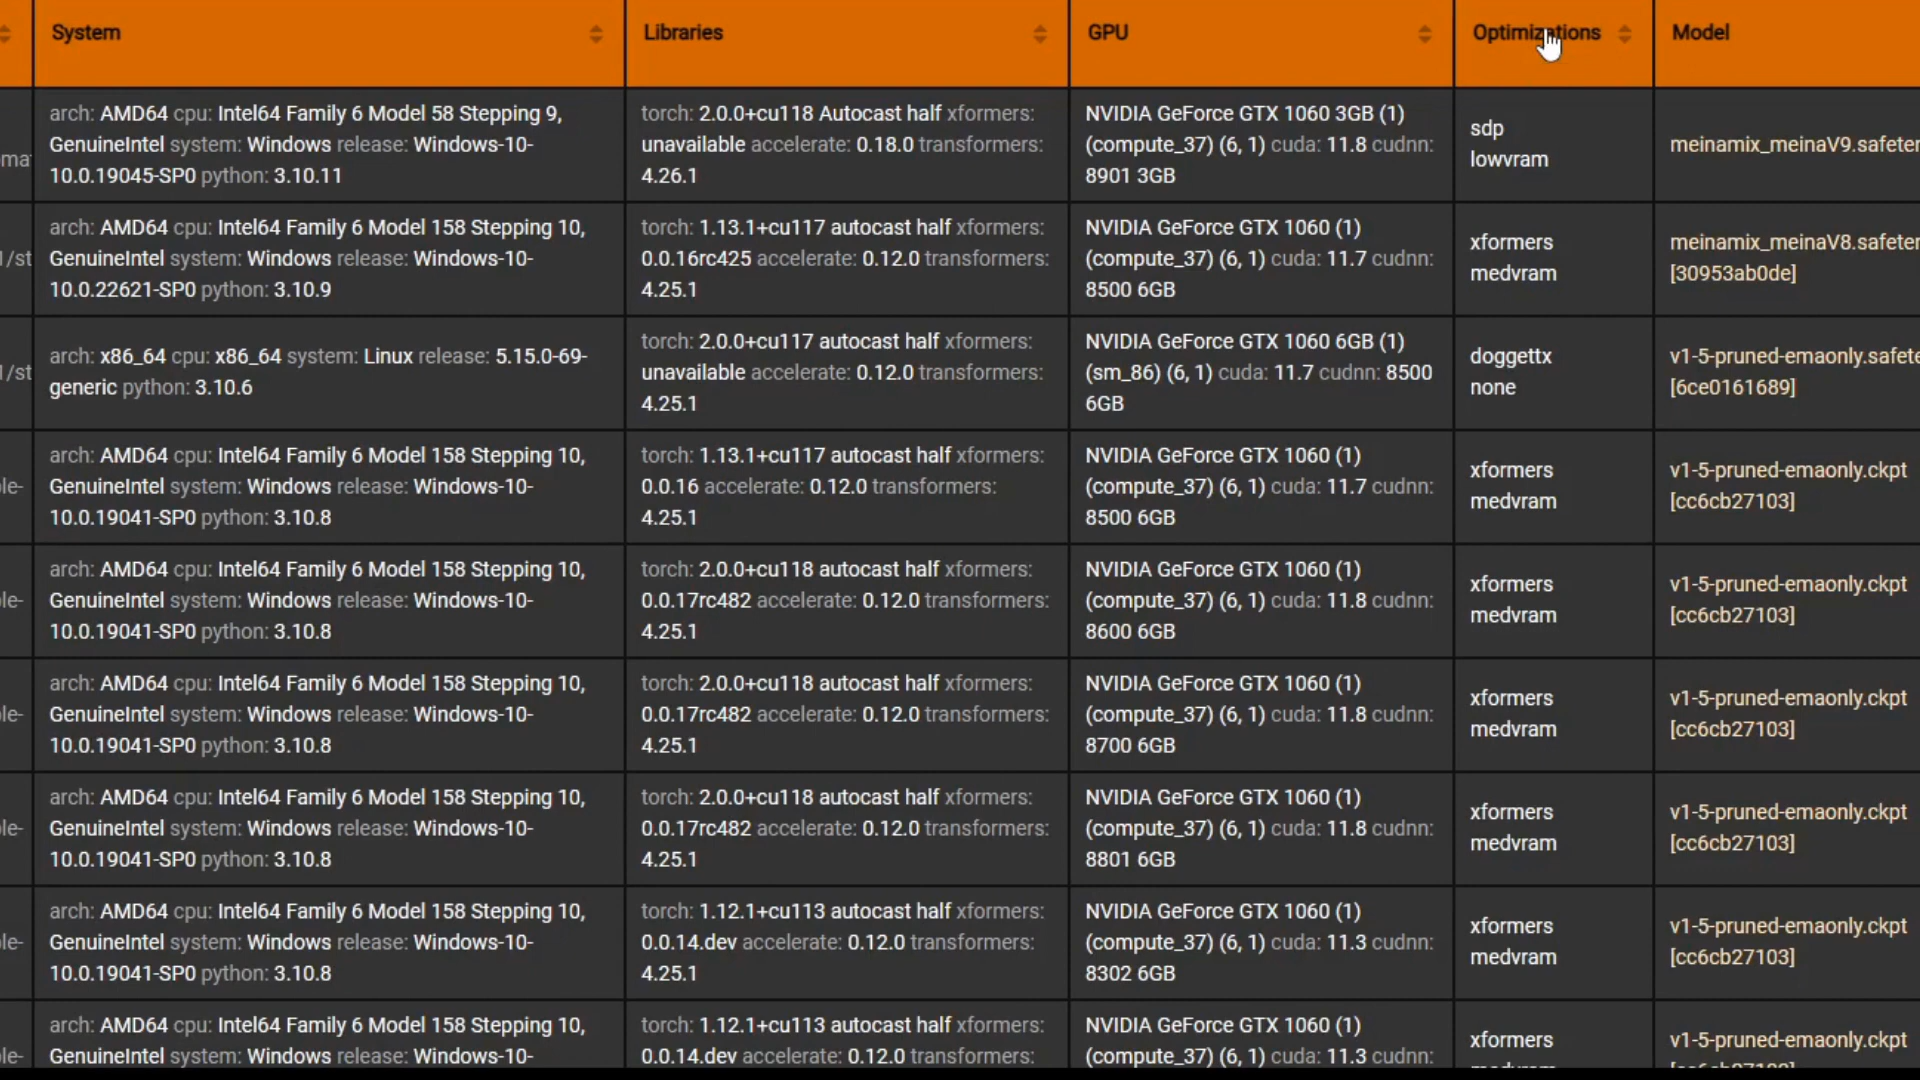 System Libraries GPU Optimizations Model
arch: AMD64 cpu: Intel64 Family 6 Model 58 Stepping 9,
GenuineIntel system: Windows release: Windows-10-
10.0.19045-SP0 python: 3.10.11
torch: 2.0.0+cu118 Autocast half xformers:
unavailable accelerate: 0.18.0 transformers:
4.26.1
NVIDIA GeForce GTX 1060 3GB (1)
(compute_37) (6, 1) cuda: 11.8 cudnn:
8901 3GB
sdp
lowvram
meinamix_meinaV9.safeter
/st
arch: AMD64 cpu: Intel64 Family 6 Model 158 Stepping 10,
GenuineIntel system: Windows release: Windows-10-
10.0.22621-SP0 python: 3.10.9
torch: 1.13.1+cu117 autocast half xformers:
0.0.16rc425 accelerate: 0.12.0 transformers:
4.25.1
NVIDIA GeForce GTX 1060 (1)
(compute_37) (6, 1) cuda: 11.7 cudnn:
8500 6GB
xformers
medvram
meinamix_meinaV8.safeter
[30953ab0de]
/st
arch: x86_64 cpu: x86_64 system: Linux release: 5.15.0-69-
generic python: 3.10.6
torch: 2.0.0+cu117 autocast half xformers:
unavailable accelerate: 0.12.0 transformers:
4.25.1
NVIDIA GeForce GTX 1060 6GB (1)
(sm_86) (6, 1) cuda: 11.7 cudnn: 8500
6GB
doggettx
none
v1-5-pruned-emaonly.safete
[6ce0161689]
le-
arch: AMD64 cpu: Intel64 Family 6 Model 158 Stepping 10,
GenuineIntel system: Windows release: Windows-10-
10.0.19041-SP0 python: 3.10.8
torch: 1.13.1+cu117 autocast half xformers:
0.0.16 accelerate: 0.12.0 transformers:
4.25.1
NVIDIA GeForce GTX 1060 (1)
(compute_37) (6, 1) cuda: 11.7 cudnn:
8500 6GB
xformers
medvram
v1-5-pruned-emaonly.ckpt
[cc6cb27103]
le-
arch: AMD64 cpu: Intel64 Family 6 Model 158 Stepping 10,
GenuineIntel system: Windows release: Windows-10-
10.0.19041-SP0 python: 3.10.8
torch: 2.0.0+cu118 autocast half xformers:
0.0.17rc482 accelerate: 0.12.0 transformers:
4.25.1
NVIDIA GeForce GTX 1060 (1)
(compute_37) (6, 1) cuda: 11.8 cudnn:
8600 6GB
xformers
medvram
v1-5-pruned-emaonly.ckpt
[cc6cb27103]
le-
arch: AMD64 cpu: Intel64 Family 6 Model 158 Stepping 10,
GenuineIntel system: Windows release: Windows-10-
10.0.19041-SP0 python: 3.10.8
torch: 2.0.0+cu118 autocast half xformers:
0.0.17rc482 accelerate: 0.12.0 transformers:
4.25.1
NVIDIA GeForce GTX 1060 (1)
(compute_37) (6, 1) cuda: 11.8 cudnn:
8700 6GB
xformers
medvram
v1-5-pruned-emaonly.ckpt
[cc6cb27103]
le-
arch: AMD64 cpu: Intel64 Family 6 Model 158 Stepping 10,
GenuineIntel system: Windows release: Windows-10-
10.0.19041-SP0 python: 3.10.8
torch: 2.0.0+cu118 autocast half xformers:
0.0.17rc482 accelerate: 0.12.0 transformers:
4.25.1
NVIDIA GeForce GTX 1060 (1)
(compute_37) (6, 1) cuda: 11.8 cudnn:
8801 6GB
xformers
medvram
v1-5-pruned-emaonly.ckpt
[cc6cb27103]
le-
arch: AMD64 cpu: Intel64 Family 6 Model 158 Stepping 10,
GenuineIntel system: Windows release: Windows-10-
10.0.19041-SP0 python: 3.10.8
torch: 1.12.1+cu113 autocast half xformers:
0.0.14.dev accelerate: 0.12.0 transformers:
4.25.1
NVIDIA GeForce GTX 1060 (1)
(compute_37) (6, 1) cuda: 11.3 cudnn:
8302 6GB
xformers
medvram
v1-5-pruned-emaonly.ckpt
[cc6cb27103]
le-
arch: AMD64 cpu: Intel64 Family 6 Model 158 Stepping 10,
GenuineIntel system: Windows release: Windows-10-
torch: 1.12.1+cu113 autocast half xformers:
0.0.14.dev accelerate: 0.12.0 transformers:
NVIDIA GeForce GTX 1060 (1)
(compute_37) (6, 1) cuda: 11.3 cudnn:
xformers
v1-5-pruned-emaonly.ckpt